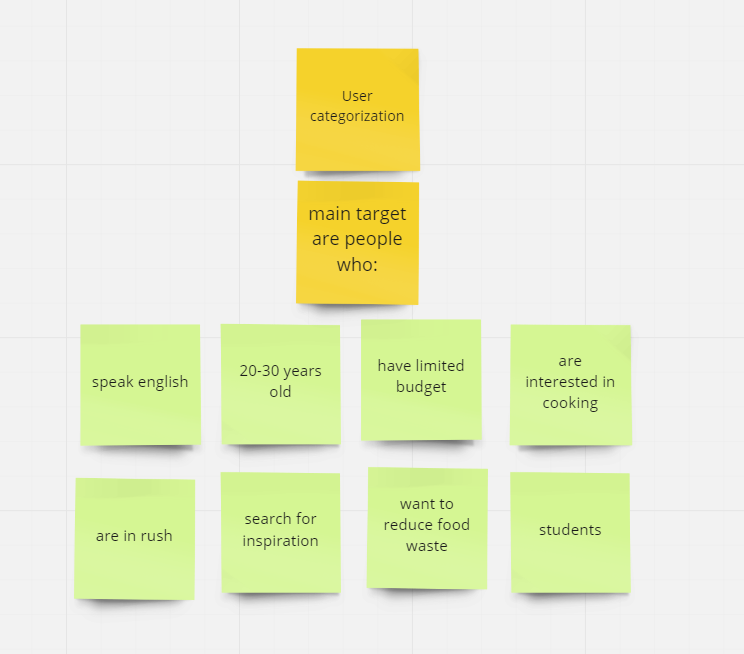 User
categorization
main target
are people
who:
speak english
20-30 years
old
have limited
budget
are
interested in
cooking
are in rush
search for
inspiration
want to
reduce food
waste
students